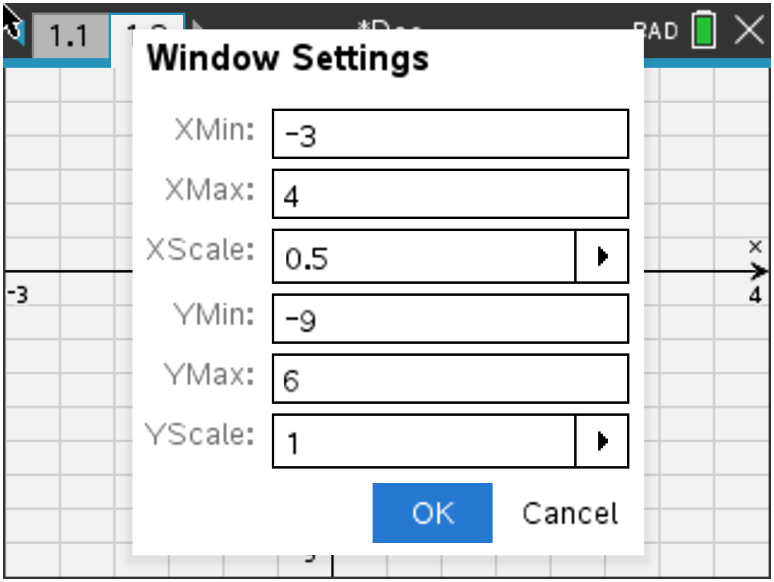 1.1
RAD
Window Settings
XMin: -3
XMax: 4
XScale: 0.5
x
-3
4
YMin: -9
YMax: 6
YScale: 1
OK Cancel